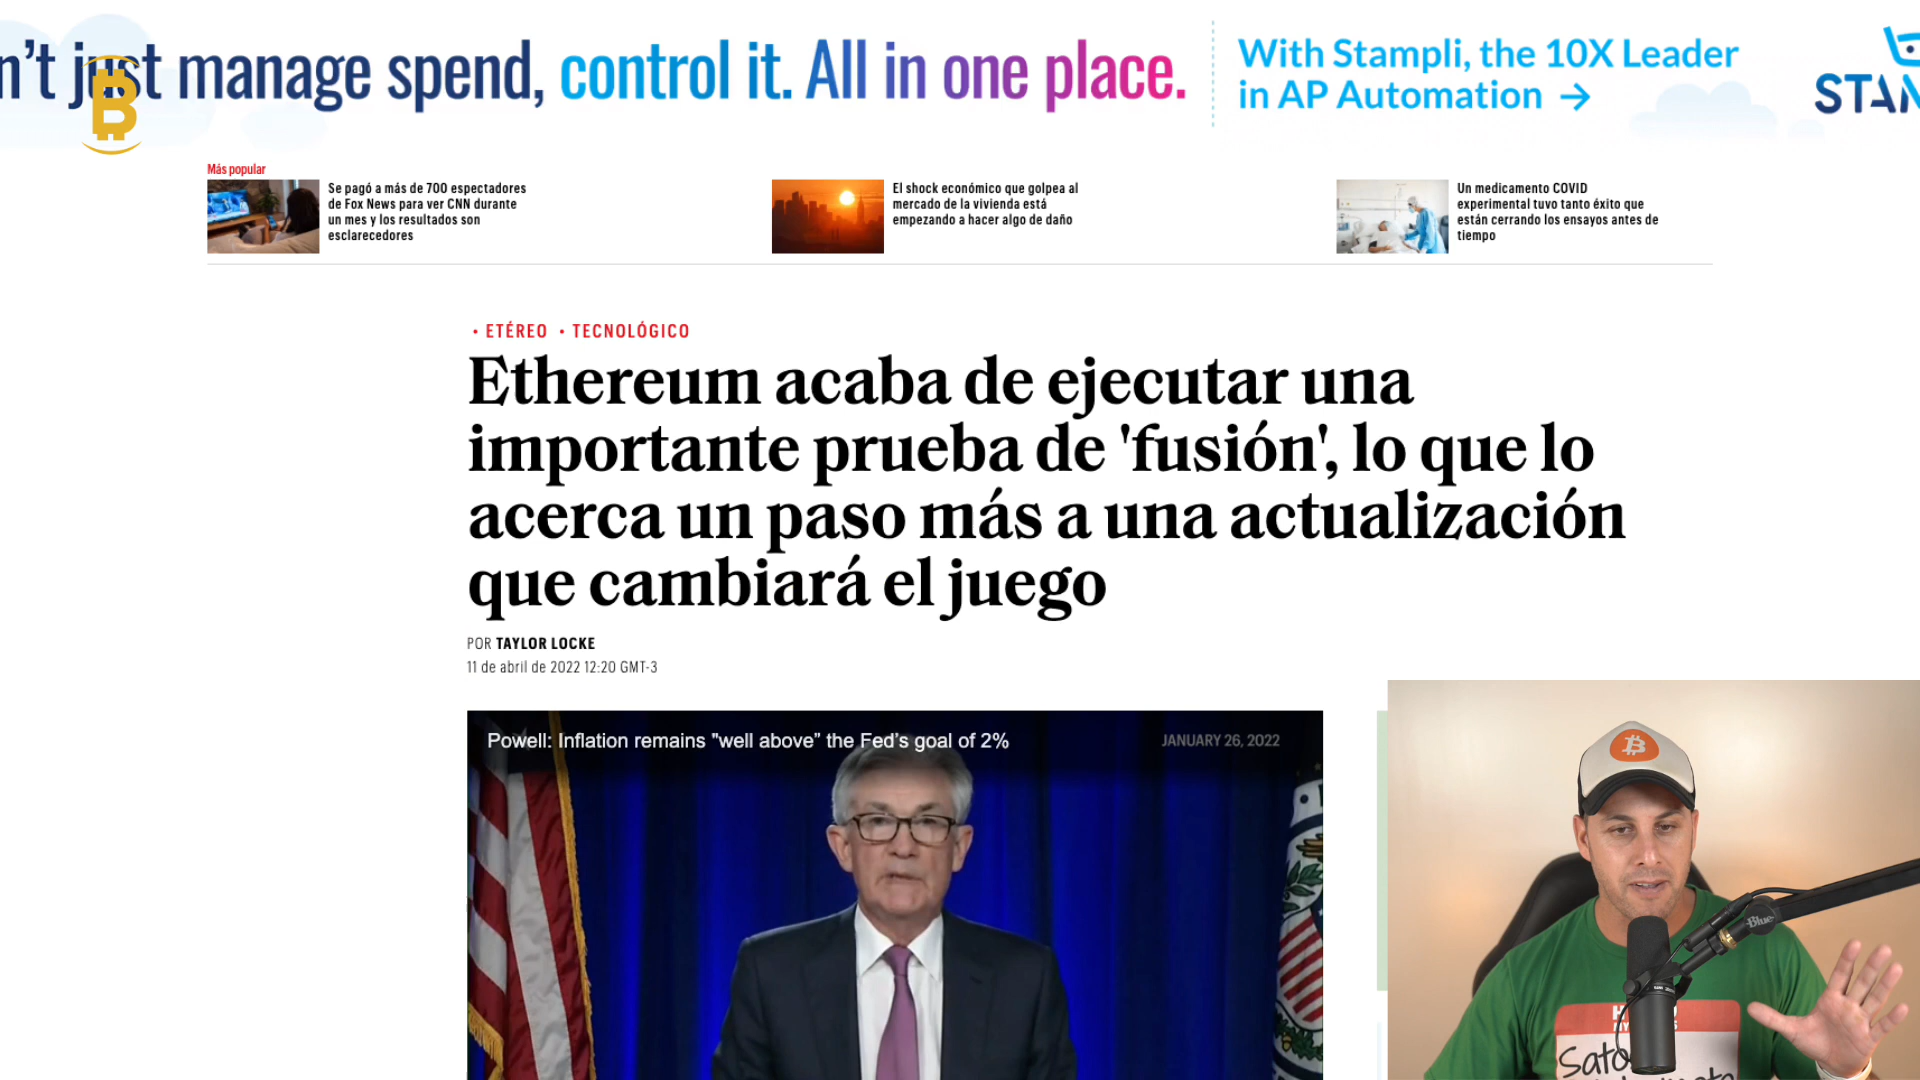 just manage spend, control it. All in one place.
With Stampli, the 10X Leader
in AP Automation →
Más popular
Se pagó a más de 700 espectadores
de Fox News para ver CNN durante
un mes y los resultados son
esclarecedores
El shock económico que golpea al
mercado de la vivienda está
empezando a hacer algo de daño
Un medicamento COVID
experimental tuvo tanto éxito que
están cerrando los ensayos antes de
tiempo
• ETÉREO • TECNOLÓGICO
Ethereum acaba de ejecutar una
importante prueba de 'fusión', lo que lo
acerca un paso más a una actualización
que cambiará el juego
POR TAYLOR LOCKE
11 de abril de 2022 12:20 GMT-3
Powell: Inflation remains "well above” the Fed’s goal of 2%
JANUARY 26, 2022
Blue